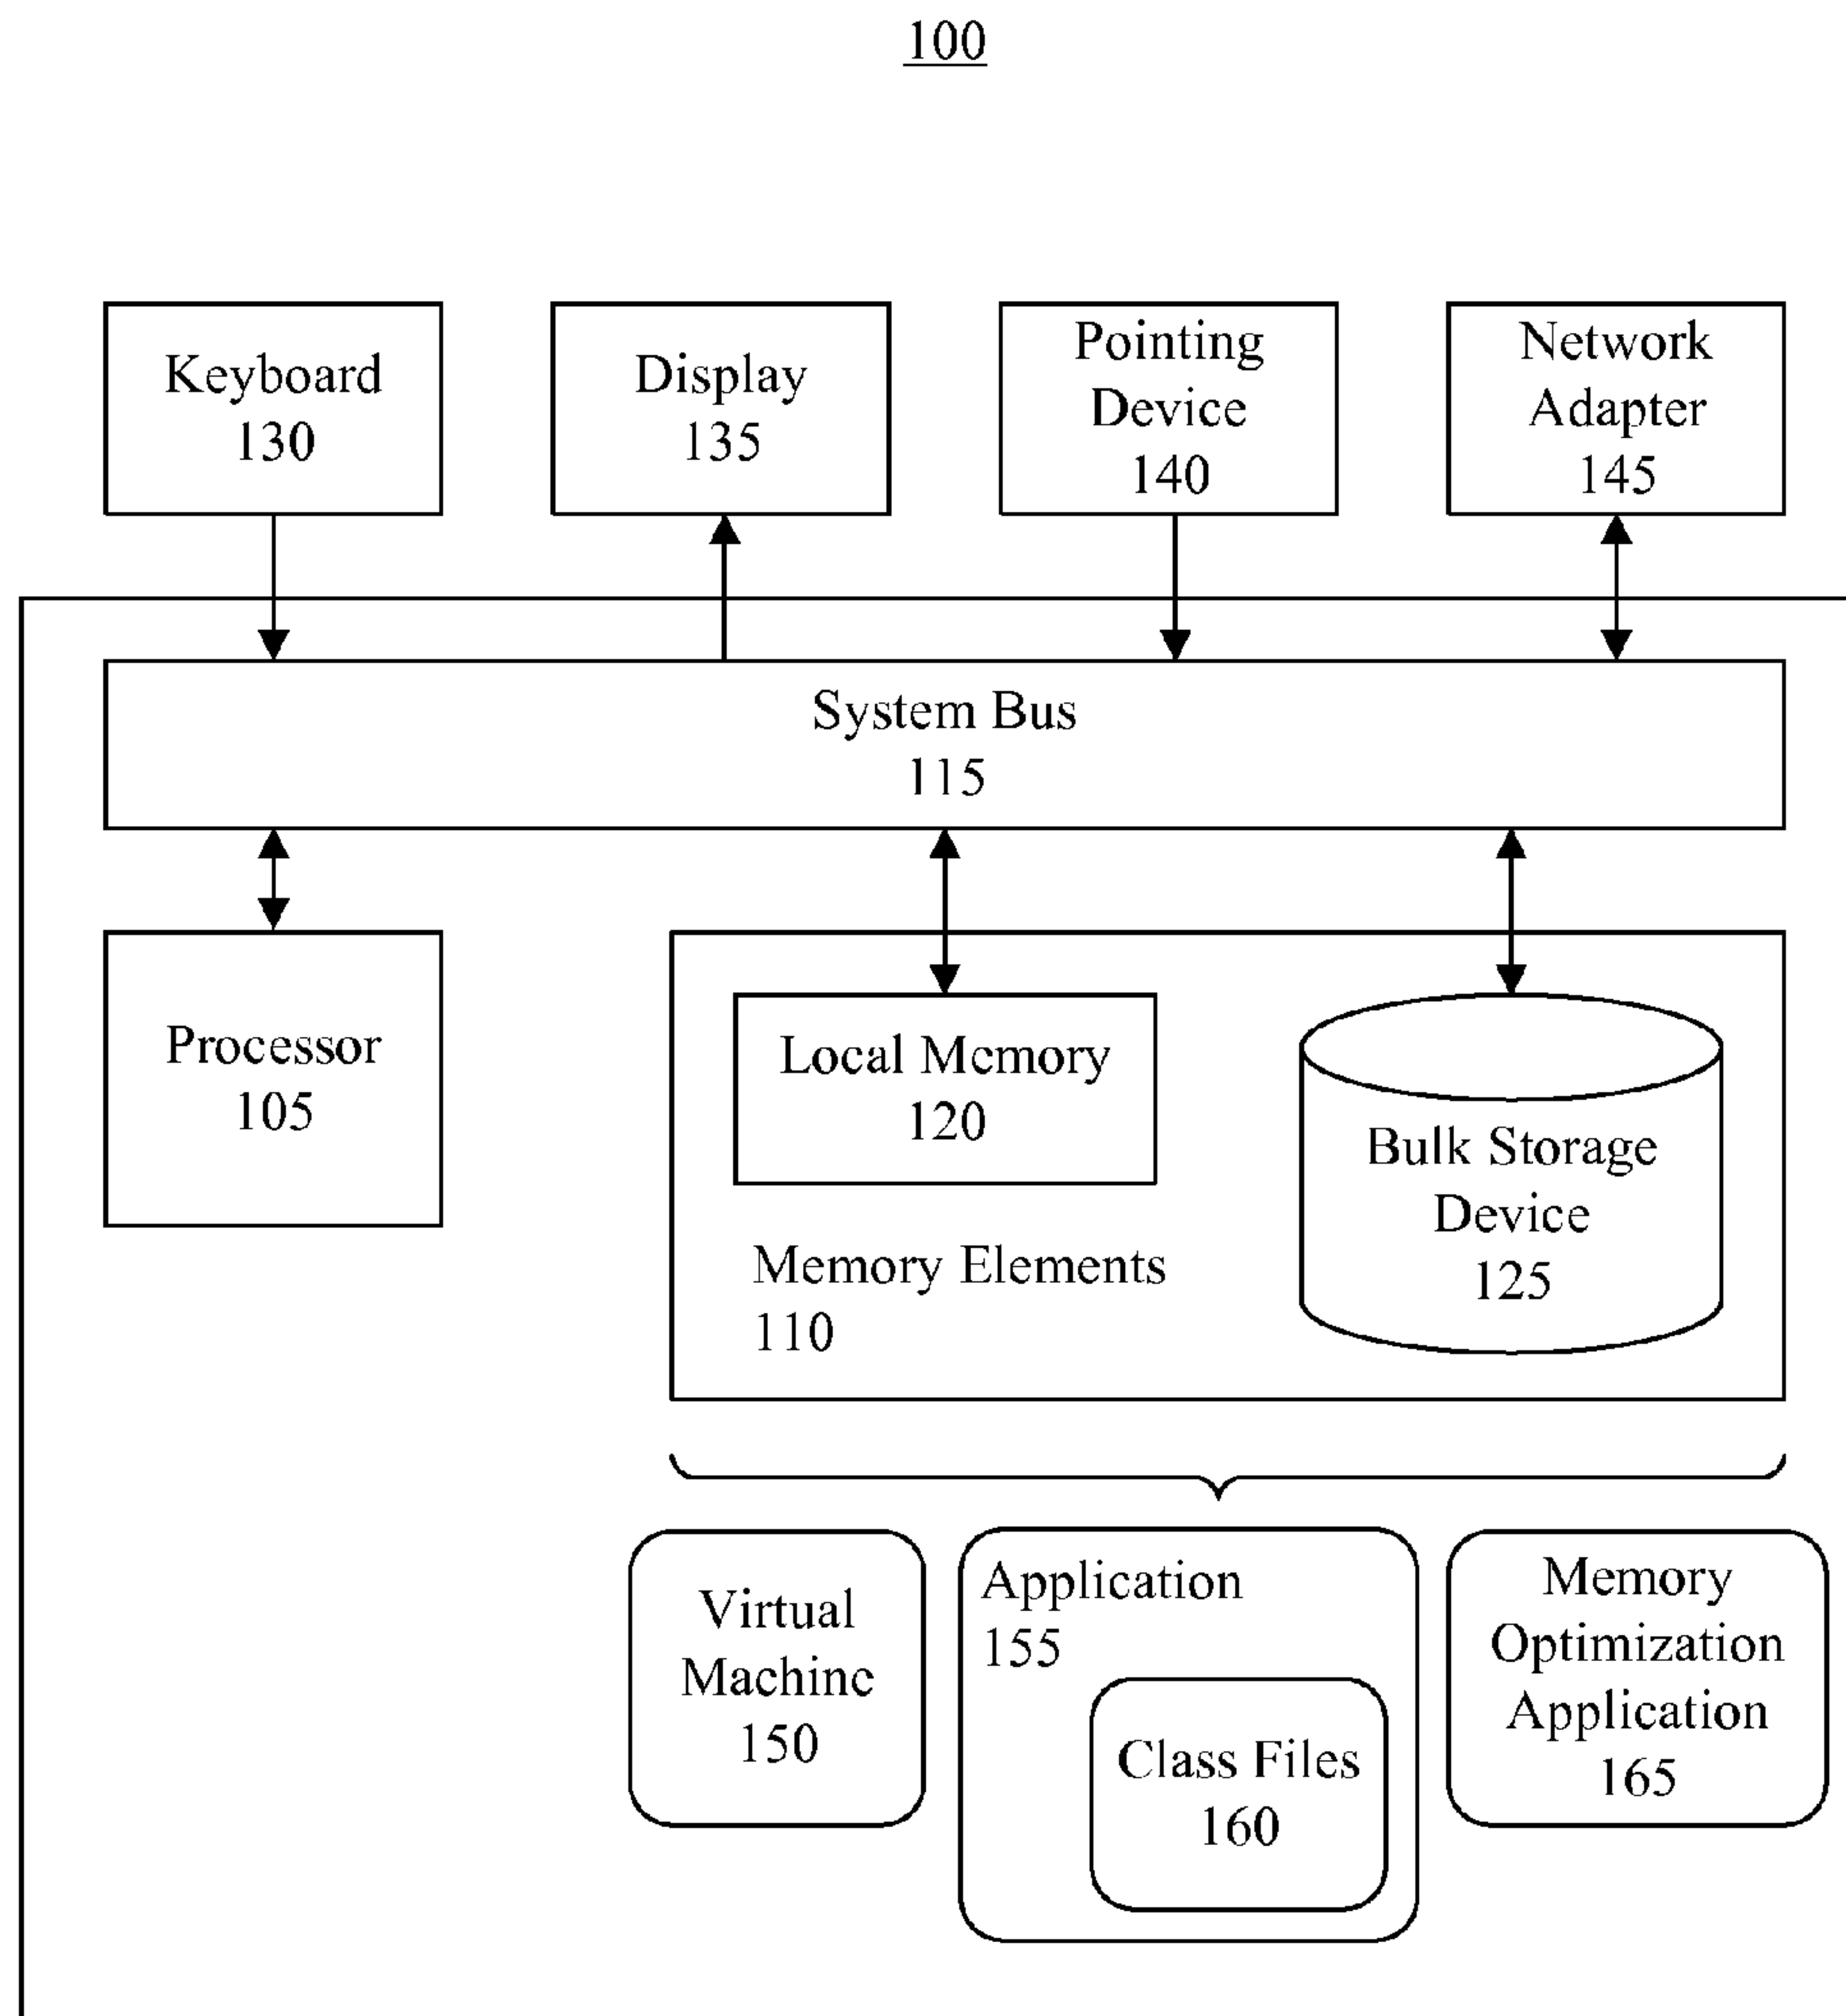 100
Keyboard
130
Display
135
Pointing
Device
140
Network
Adapter
145
System Bus
115
Processor
105
Local Memory
120
Memory Elements
110
Bulk Storage
Device
125
Virtual
Machine
150
Application
155
Class Files
160
Memory
Optimization
Application
165